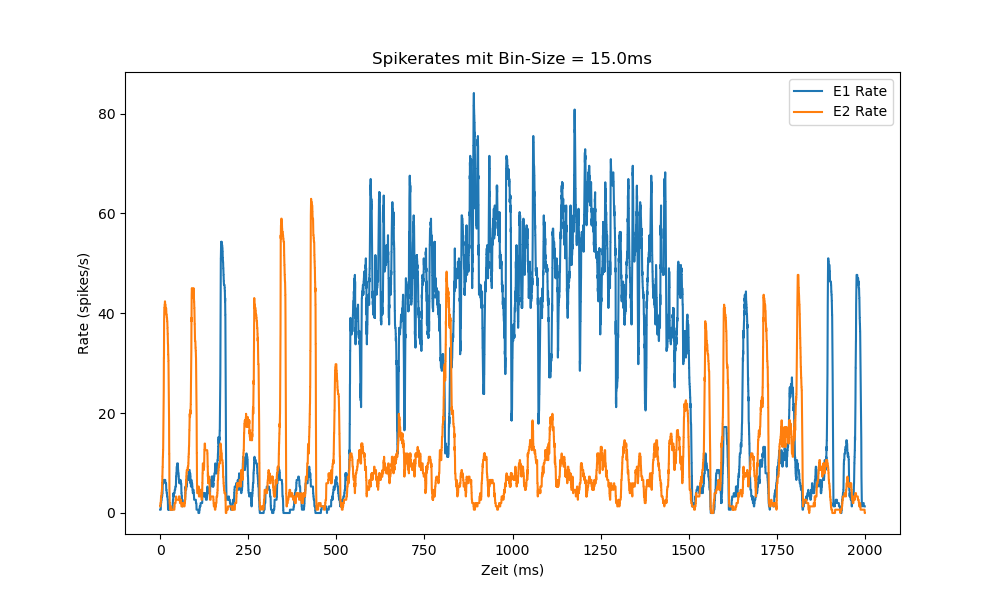 Spikerates mit Bin-Size = 15.0ms
E1 Rate
E2 Rate
80
60
40
20
0
Rate (spikes/s)
0 250 500 750 1000 1250 1500 1750 2000
Zeit (ms)